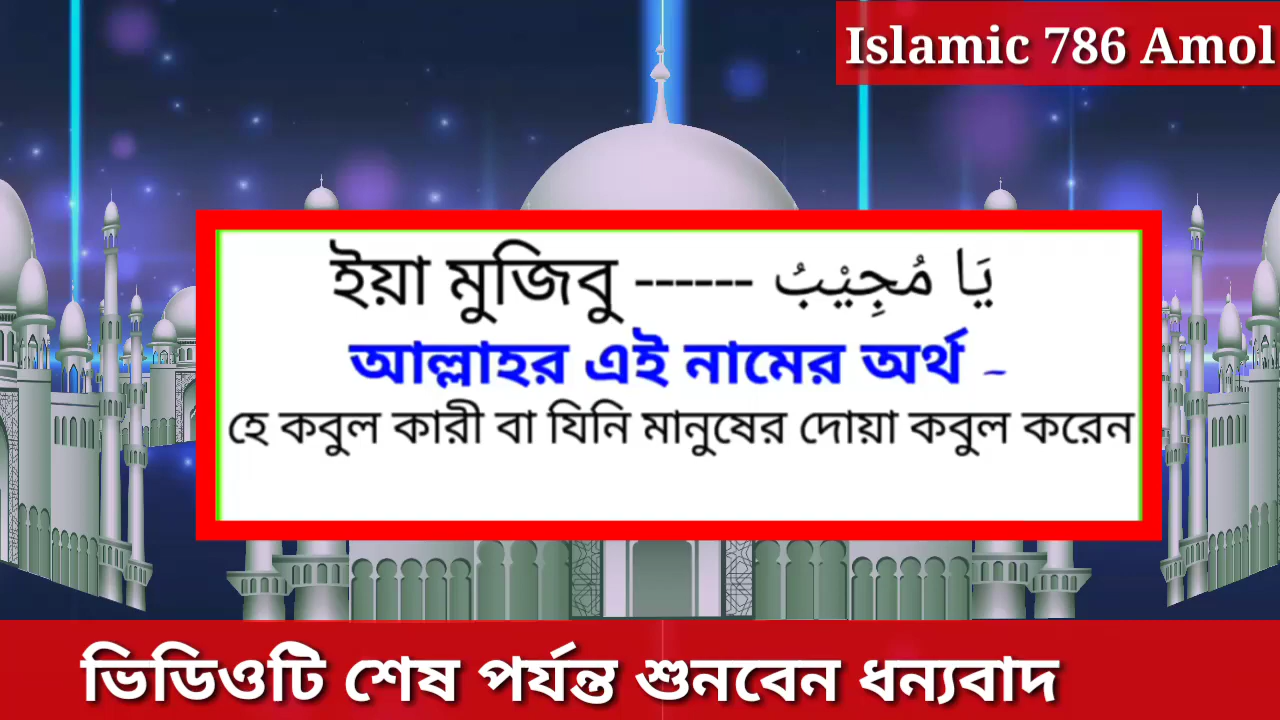 Islamic 786 Amol
ইয়া মুজিবু ------ يَا مُجِيْبُ
আল্লাহর এই নামের অর্থ -
হে কবুল কারী বা যিনি মানুষের দোয়া কবুল করেন
ভিডিওটি শেষ পর্যন্ত শুনবেন ধন্যবাদ